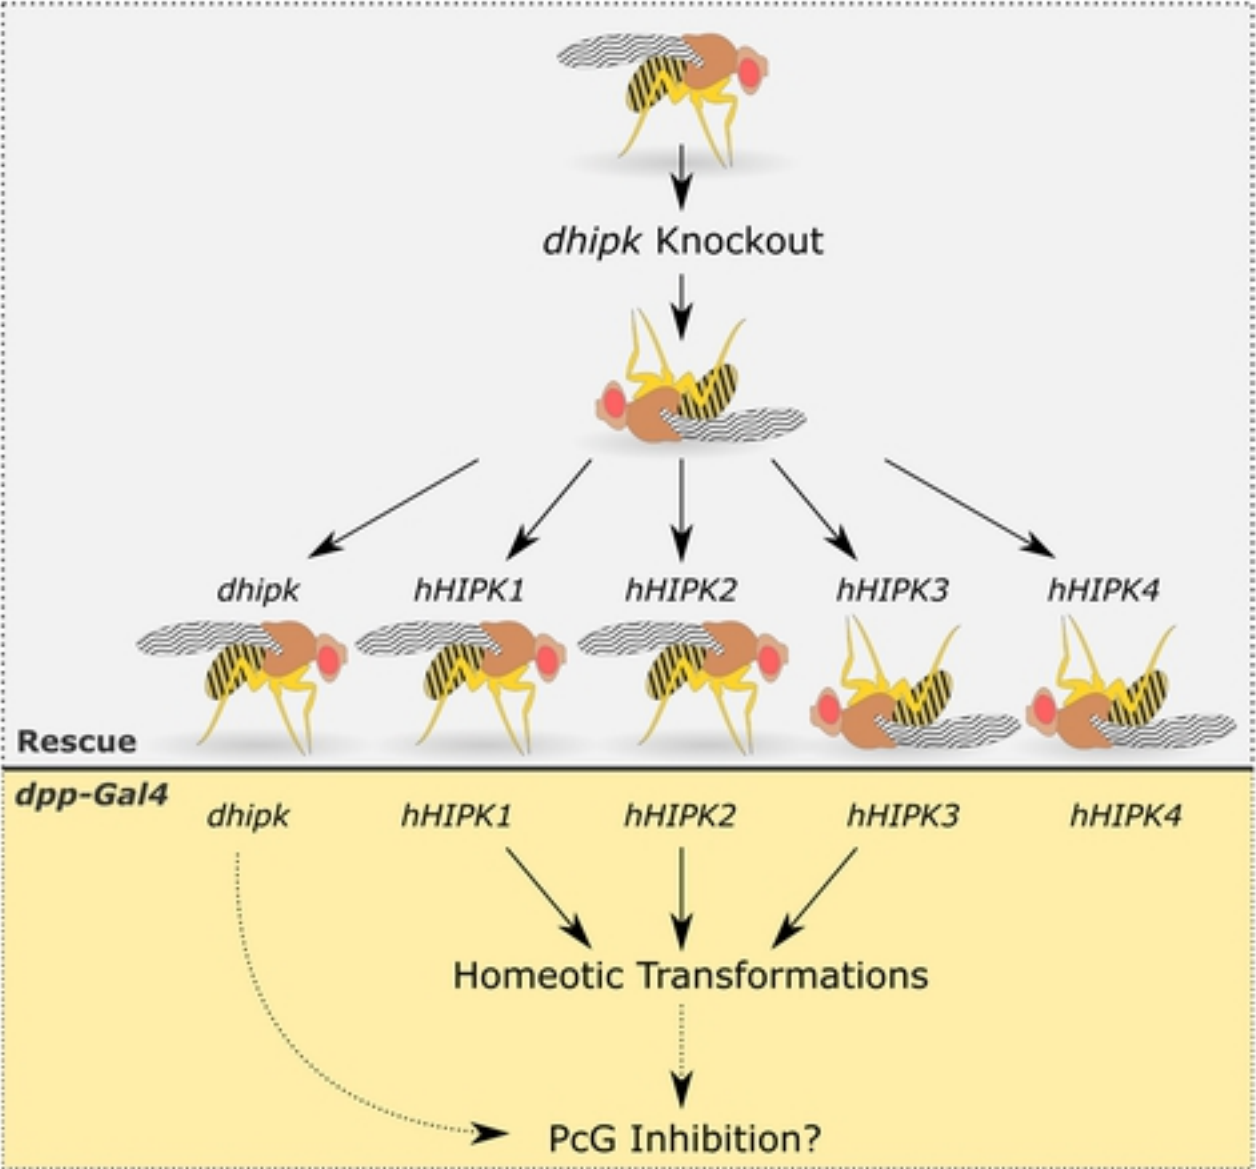 dhipk Knockout
dhipk hHIPK1 hHIPK2 hHIPK3 hHIPK4
Rescue
dpp-Gal4
dhipk hHIPK1 hHIPK2 hHIPK3 hHIPK4
Homeotic Transformations
PcG Inhibition?